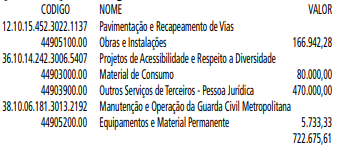 CODIGO NOME VALOR
12.10.15.452.3022.1137 Pavimentação e Recapeamento de Vias
44905100.00 Obras e Instalações 166.942,28
36.10.14.242.3006.5407 Projetos de Acessibilidade e Respeito a Diversidade
44903000.00 Material de Consumo 80.000,00
44903900.00 Outros Serviços de Terceiros - Pessoa Jurídica 470.000,00
38.10.06.181.3013.2192 Manutenção e Operação da Guarda Civil Metropolitana
44905200.00 Equipamentos e Material Permanente 5.733,33
722.675,61